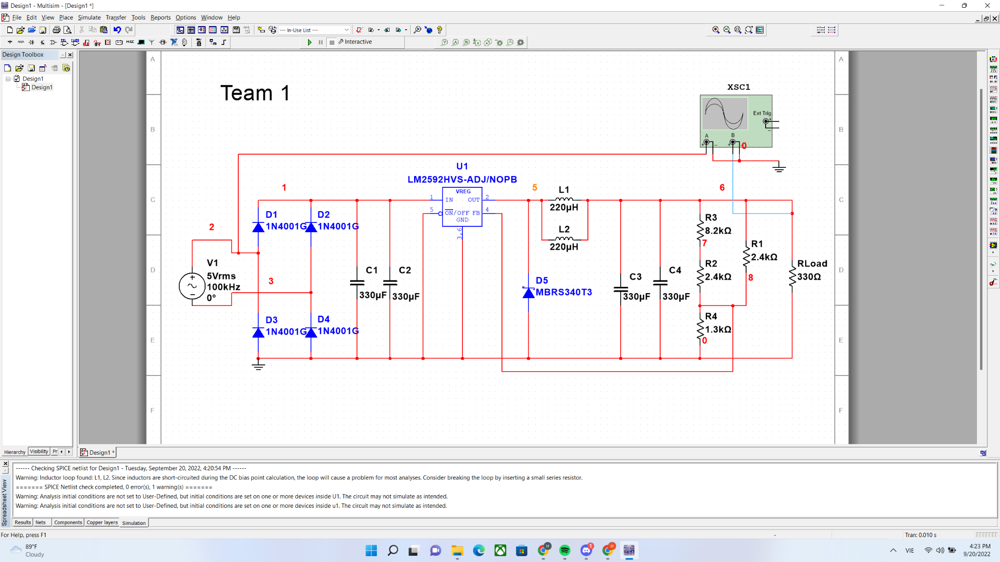 Design1 - Multisim - [Design1 *]
File Edit View Place Simulate Transfer Tools Reports Options Window Help
--- In-Use List ---
Interactive
Design Toolbox
Design1
Design1
A A
B B
C C
D D
E E
F F
Team 1
XSC1
Ext Trig
A B
0
U1
LM2592HVS-ADJ/NOPB
VREG
1 IN OUT 2
5 ON/OFF FB 4
GND
3,6
1
2
3
5
6
7
8
0
L1
220µH
L2
220µH
D1
1N4001G
D2
1N4001G
D3
1N4001G
D4
1N4001G
V1
5Vrms
100kHz
0°
C1
330µF
C2
330µF
D5
MBRS340T3
C3
330µF
C4
330µF
R3
8.2kΩ
R2
2.4kΩ
R4
1.3kΩ
R1
2.4kΩ
RLoad
330Ω
Hierarchy Visibility Pr
Design1 *
Spreadsheet View
------ Checking SPICE netlist for Design1 - Tuesday, September 20, 2022, 4:20:54 PM ------
Warning: Inductor loop found: L1, L2. Since inductors are short-circuited during the DC bias point calculation, the loop will cause a problem for most analyses. Consider breaking the loop by inserting a small series resistor.
======= SPICE Netlist check completed, 0 error(s), 1 warning(s) =======
Warning: Analysis initial conditions are not set to User-Defined, but initial conditions are set on one or more devices inside U1. The circuit may not simulate as intended.
Warning: Analysis initial conditions are not set to User-Defined, but initial conditions are set on one or more devices inside u1. The circuit may not simulate as intended.
Results Nets Components Copper layers Simulation
For Help, press F1
-
Tran: 0.010 s
89°F
Cloudy
VIE
4:23 PM
9/20/2022